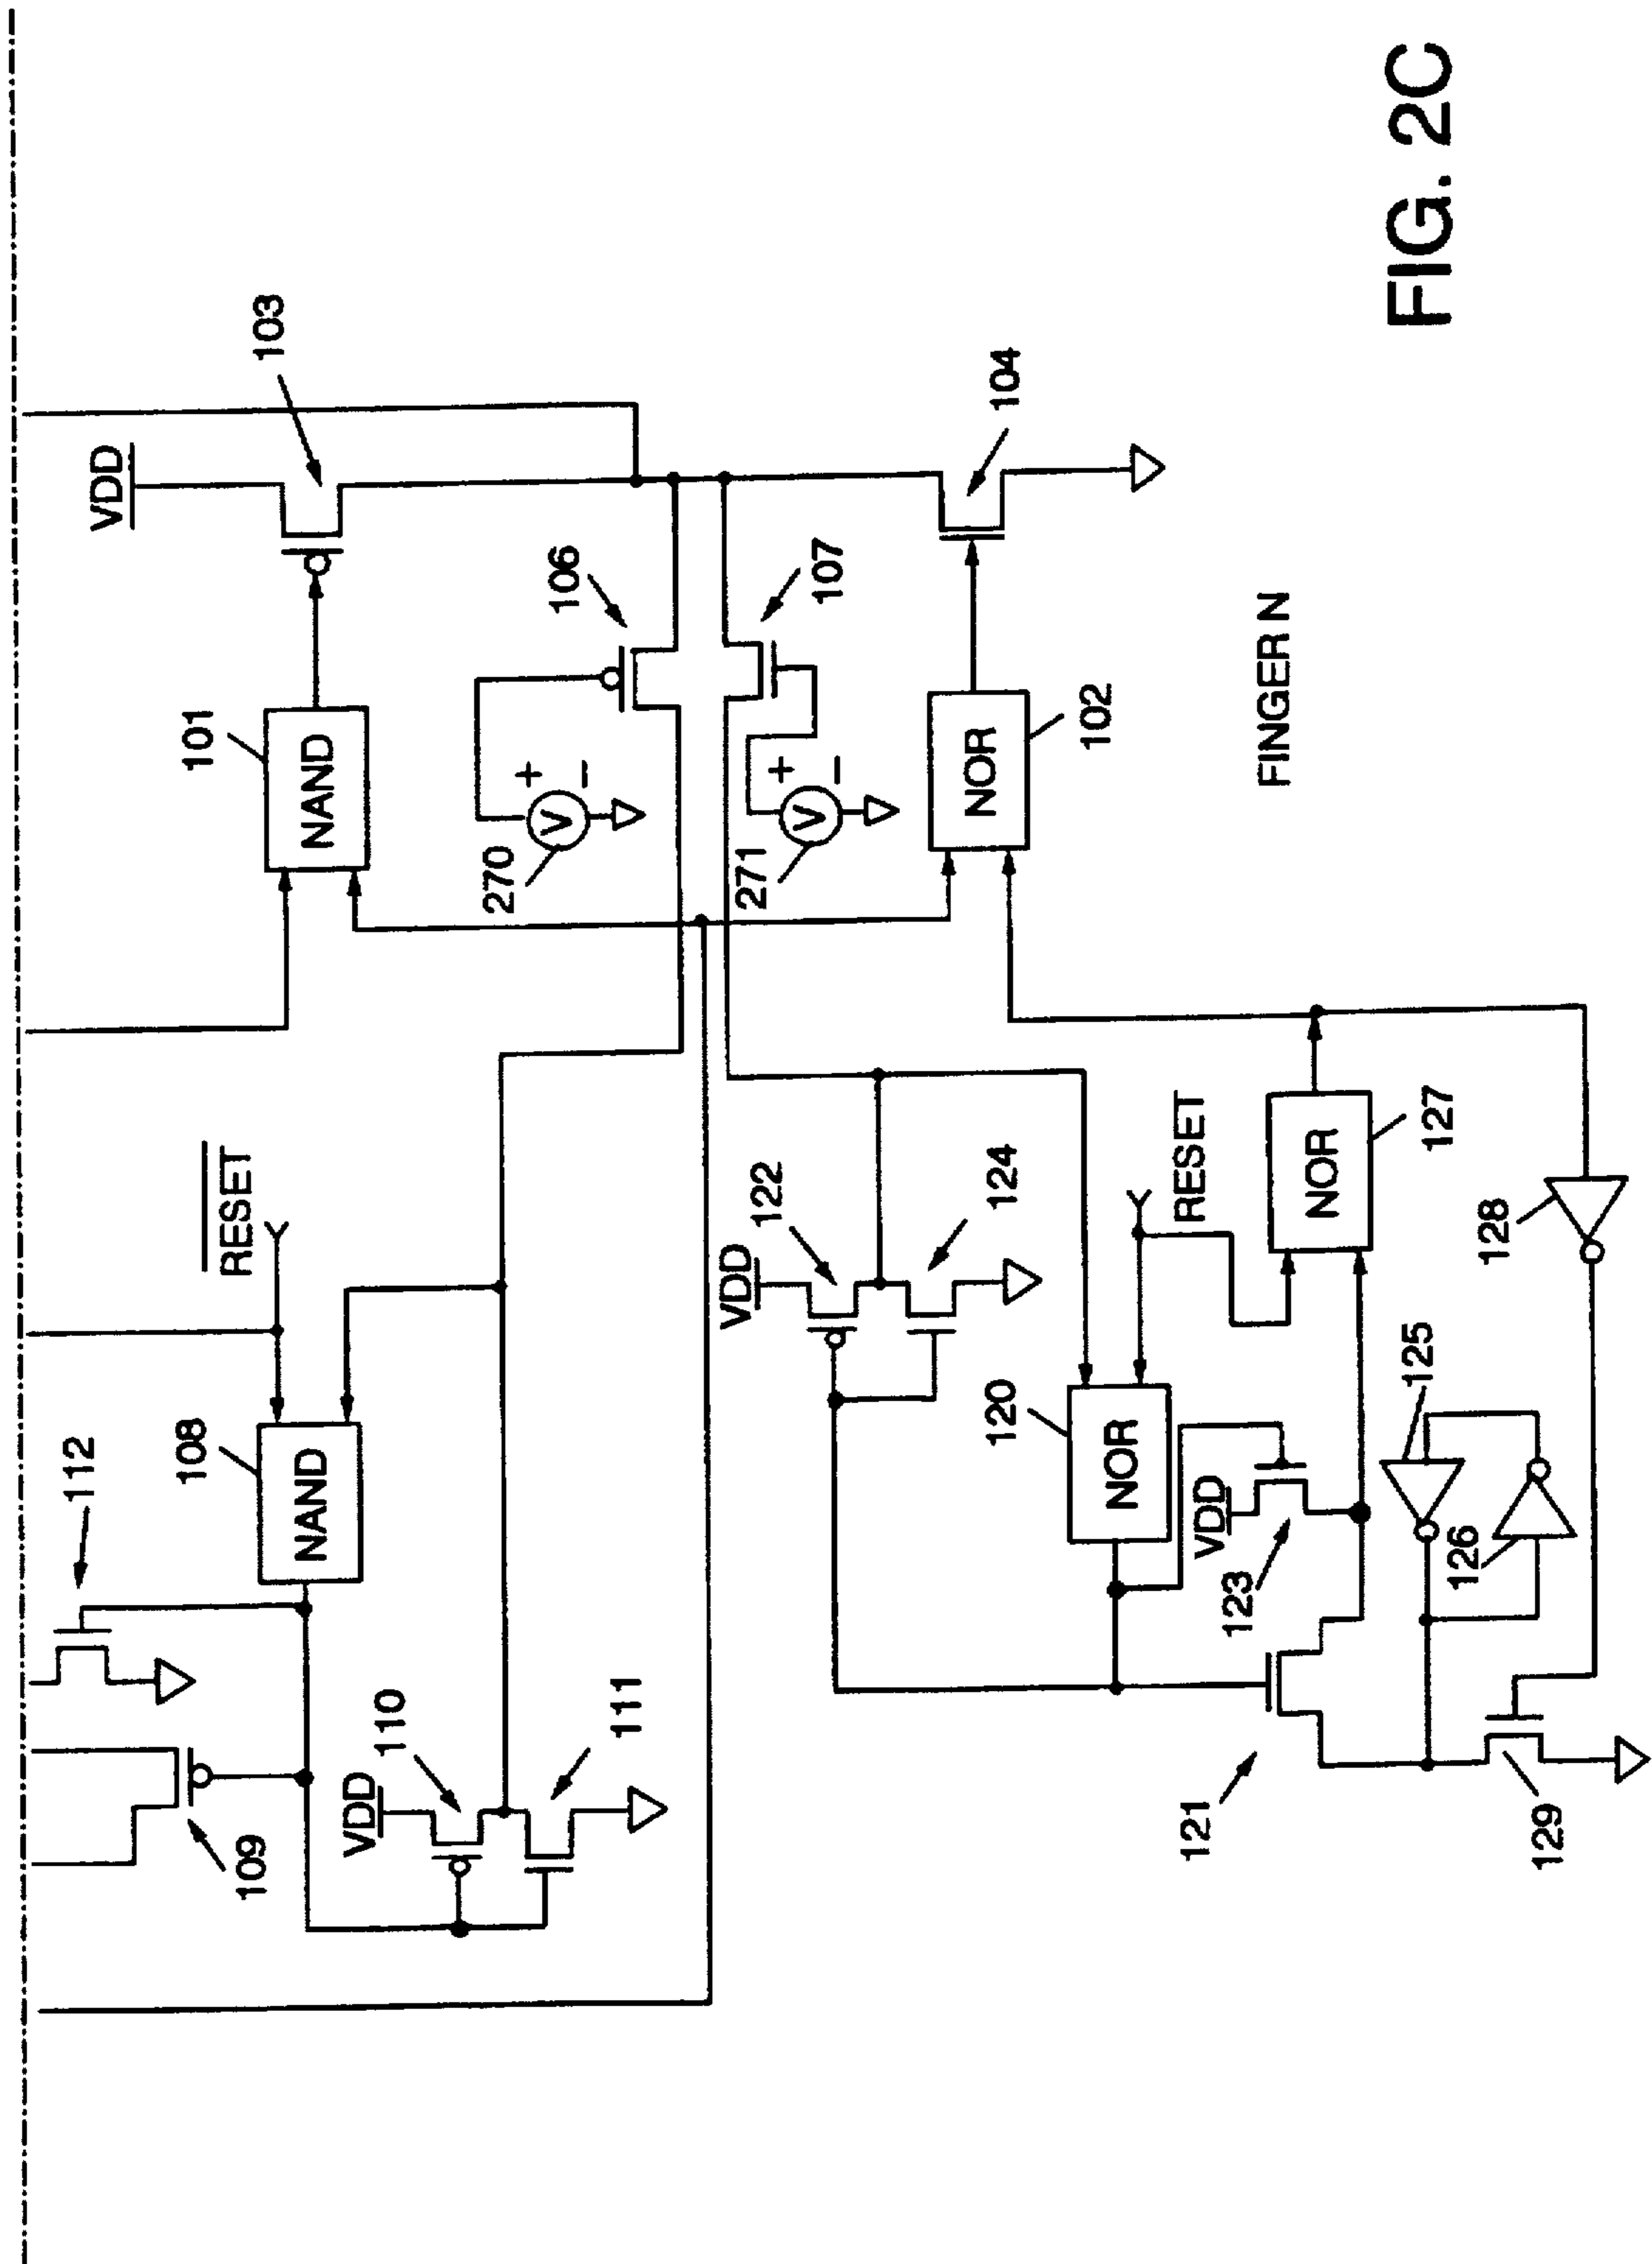 112
VDD
108
RESET
101
109
103
NAND
NAND
VDD
110
270
+
V
−
106
111
VDD
122
271
+
V
−
107
120
124
NOR
104
102
NOR
RESET
121
VDD
123
NOR
FINGER N
125
127
126
128
129
FIG. 2C